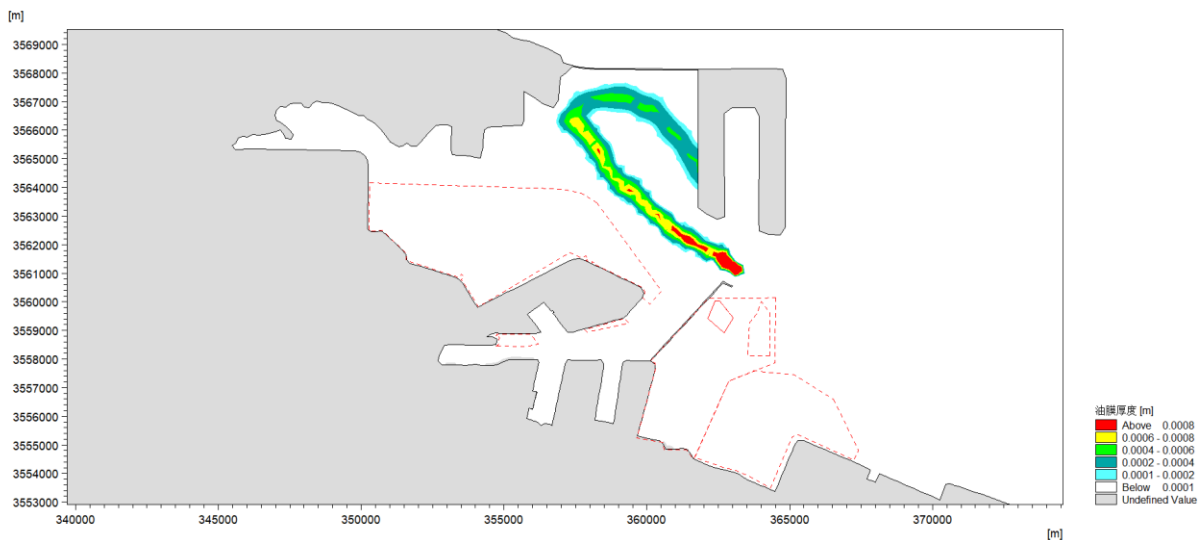 [m]
3569000
3568000
3567000
3566000
3565000
3564000
3563000
3562000
3561000
3560000
3559000
3558000
3557000
3556000
3555000
3554000
3553000
340000 345000 350000 355000 360000 365000 370000
[m]
油膜厚度 [m]
Above 0.0008
0.0006 - 0.0008
0.0004 - 0.0006
0.0002 - 0.0004
0.0001 - 0.0002
Below 0.0001
Undefined Value